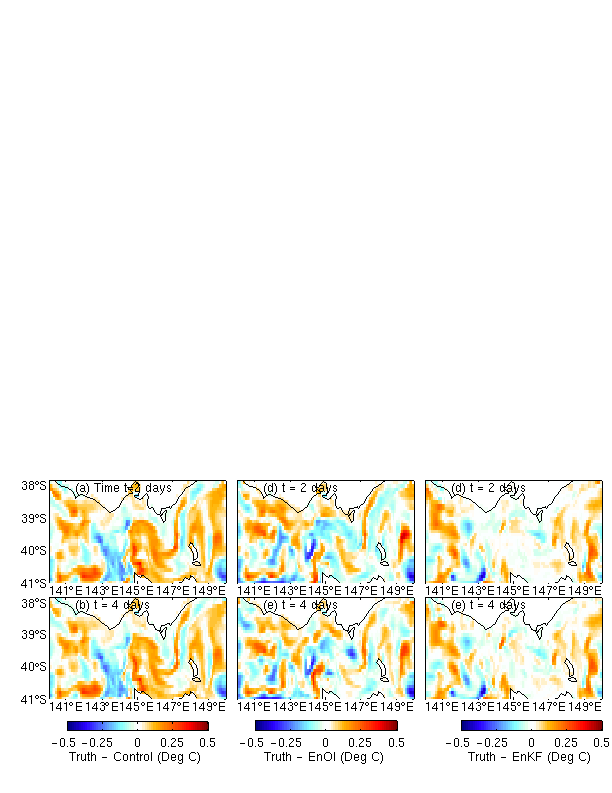 (a) Time t=2 days (d) t = 2 days (d) t = 2 days
38°S
39°S
40°S
41°S
141°E 143°E 145°E 147°E 149°E 141°E 143°E 145°E 147°E 149°E 141°E 143°E 145°E 147°E 149°E
(b) t = 4 days (e) t = 4 days (e) t = 4 days
38°S
39°S
40°S
41°S
141°E 143°E 145°E 147°E 149°E 141°E 143°E 145°E 147°E 149°E 141°E 143°E 145°E 147°E 149°E
−0.5 −0.25 0 0.25 0.5 −0.5 −0.25 0 0.25 0.5 −0.5 −0.25 0 0.25 0.5
Truth − Control (Deg C) Truth − EnOI (Deg C) Truth − EnKF (Deg C)